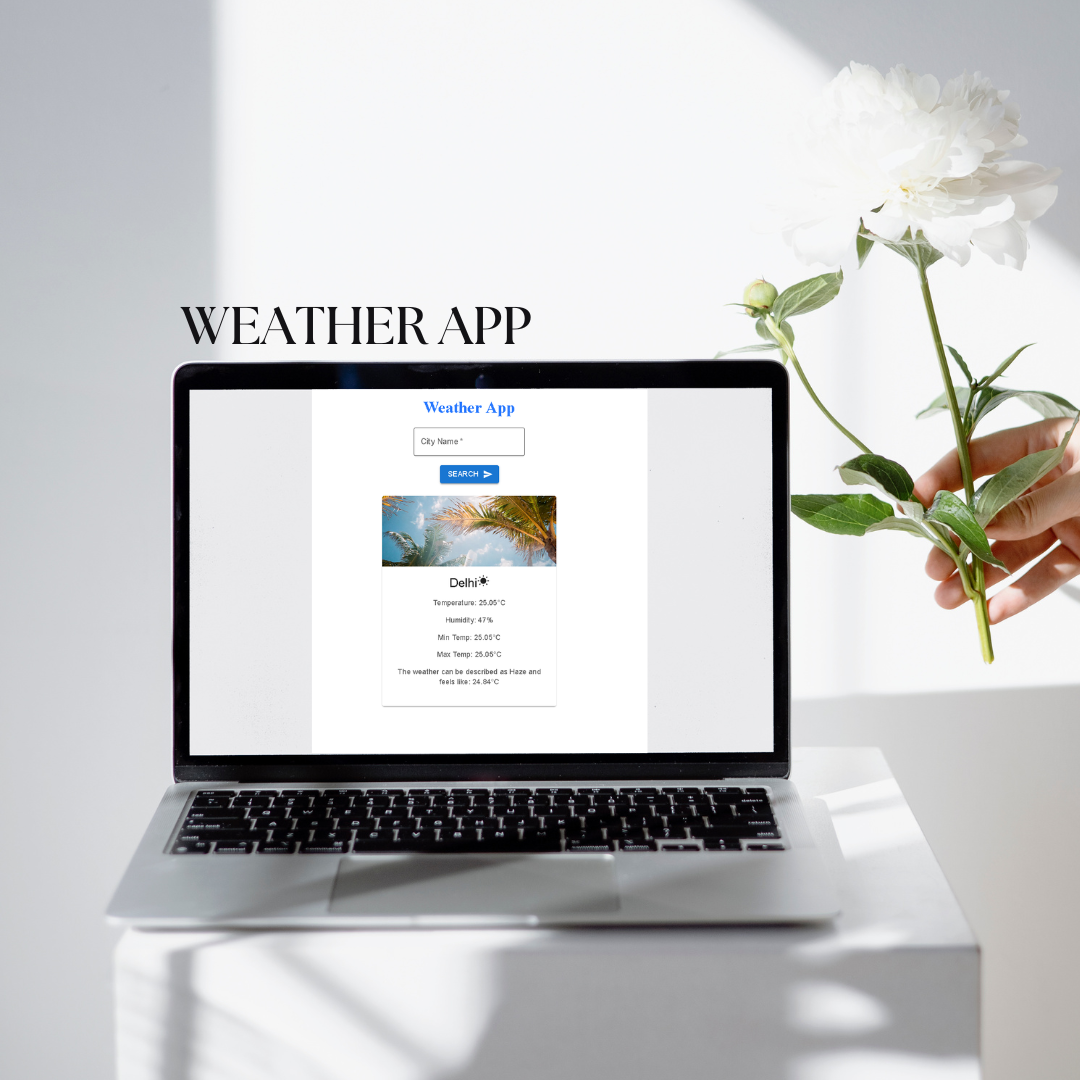 WEATHER APP
Weather App
City Name *
SEARCH
Delhi
Temperature: 25.05°C
Humidity: 47%
Min Temp: 25.05°C
Max Temp: 25.05°C
The weather can be described as Haze and
feels like: 24.84°C